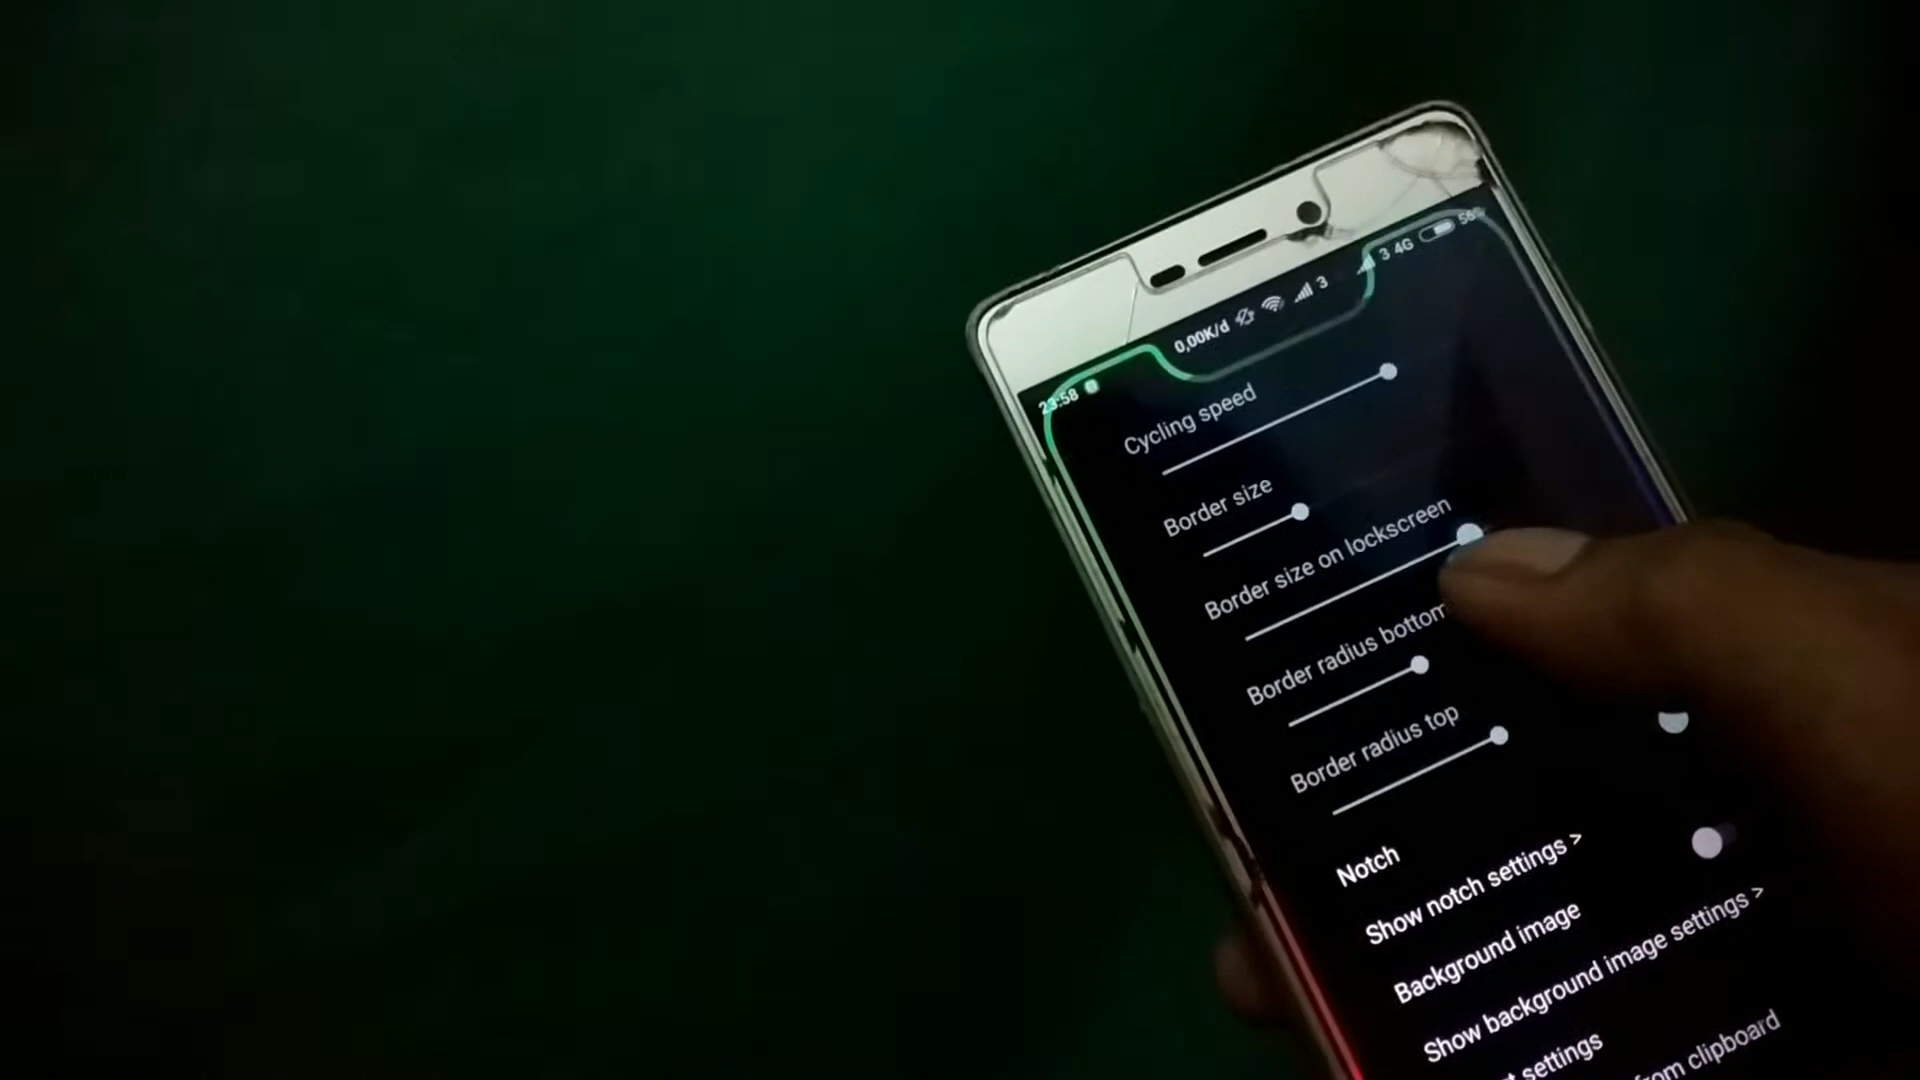 23:58 0,00K/d 3 3 4G 56%
Cycling speed
Border size
Border size on lockscreen
Border radius bottom
Border radius top
Notch
Show notch settings >
Background image
Show background image settings >
settings
from clipboard